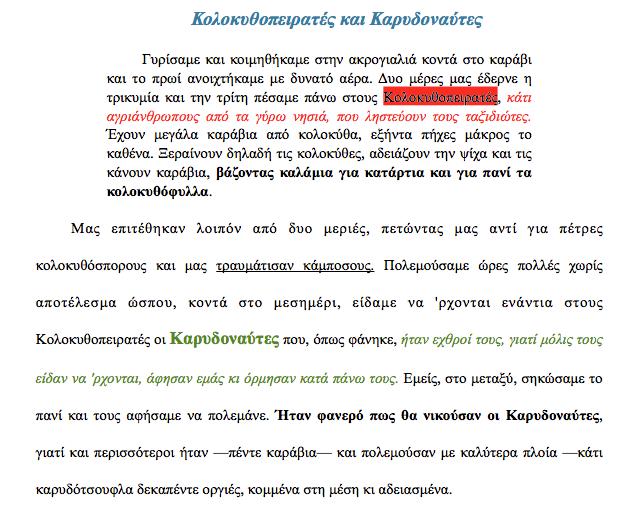 Κολοκυθοπειρατές και Καρυδοναύτες
Γυρίσαμε και κοιμηθήκαμε στην ακρογιαλιά κοντά στο καράβι
και το πρωί ανοιχτήκαμε με δυνατό αέρα. Δυο μέρες μας έδερνε η
τρικυμία και την τρίτη πέσαμε πάνω στους Κολοκυθοπειρατές, κάτι
αγριάνθρωπους από τα γύρω νησιά, που ληστεύουν τους ταξιδιώτες.
Έχουν μεγάλα καράβια από κολοκύθα, εξήντα πήχες μάκρος το
καθένα. Ξεραίνουν δηλαδή τις κολοκύθες, αδειάζουν την ψίχα και τις
κάνουν καράβια, βάζοντας καλάμια για κατάρτια και για πανί τα
κολοκυθόφυλλα.
Μας επιτέθηκαν λοιπόν από δυο μεριές, πετώντας μας αντί για πέτρες
κολοκυθόσπορους και μας τραυμάτισαν κάμποσους. Πολεμούσαμε ώρες πολλές χωρίς
αποτέλεσμα ώσπου, κοντά στο μεσημέρι, είδαμε να 'ρχονται ενάντια στους
Κολοκυθοπειρατές οι Καρυδοναύτες που, όπως φάνηκε, ήταν εχθροί τους, γιατί μόλις τους
είδαν να 'ρχονται, άφησαν εμάς κι όρμησαν κατά πάνω τους. Εμείς, στο μεταξύ, σηκώσαμε το
πανί και τους αφήσαμε να πολεμάνε. Ήταν φανερό πως θα νικούσαν οι Καρυδοναύτες,
γιατί και περισσότεροι ήταν —πέντε καράβια— και πολεμούσαν με καλύτερα πλοία —κάτι
καρυδότσουφλα δεκαπέντε οργιές, κομμένα στη μέση κι αδειασμένα.